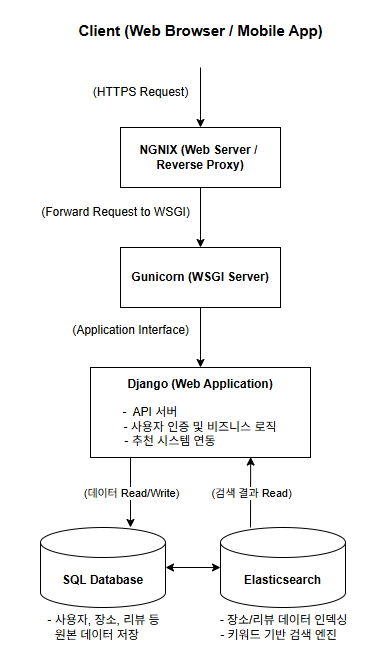 Client (Web Browser / Mobile App)
(HTTPS Request)
NGNIX (Web Server /
Reverse Proxy)
(Forward Request to WSGI)
Gunicorn (WSGI Server)
(Application Interface)
Django (Web Application)
- API 서버
- 사용자 인증 및 비즈니스 로직
- 추천 시스템 연동
(데이터 Read/Write)
(검색 결과 Read)
SQL Database
Elasticsearch
- 사용자, 장소, 리뷰 등
원본 데이터 저장
- 장소/리뷰 데이터 인덱싱
- 키워드 기반 검색 엔진